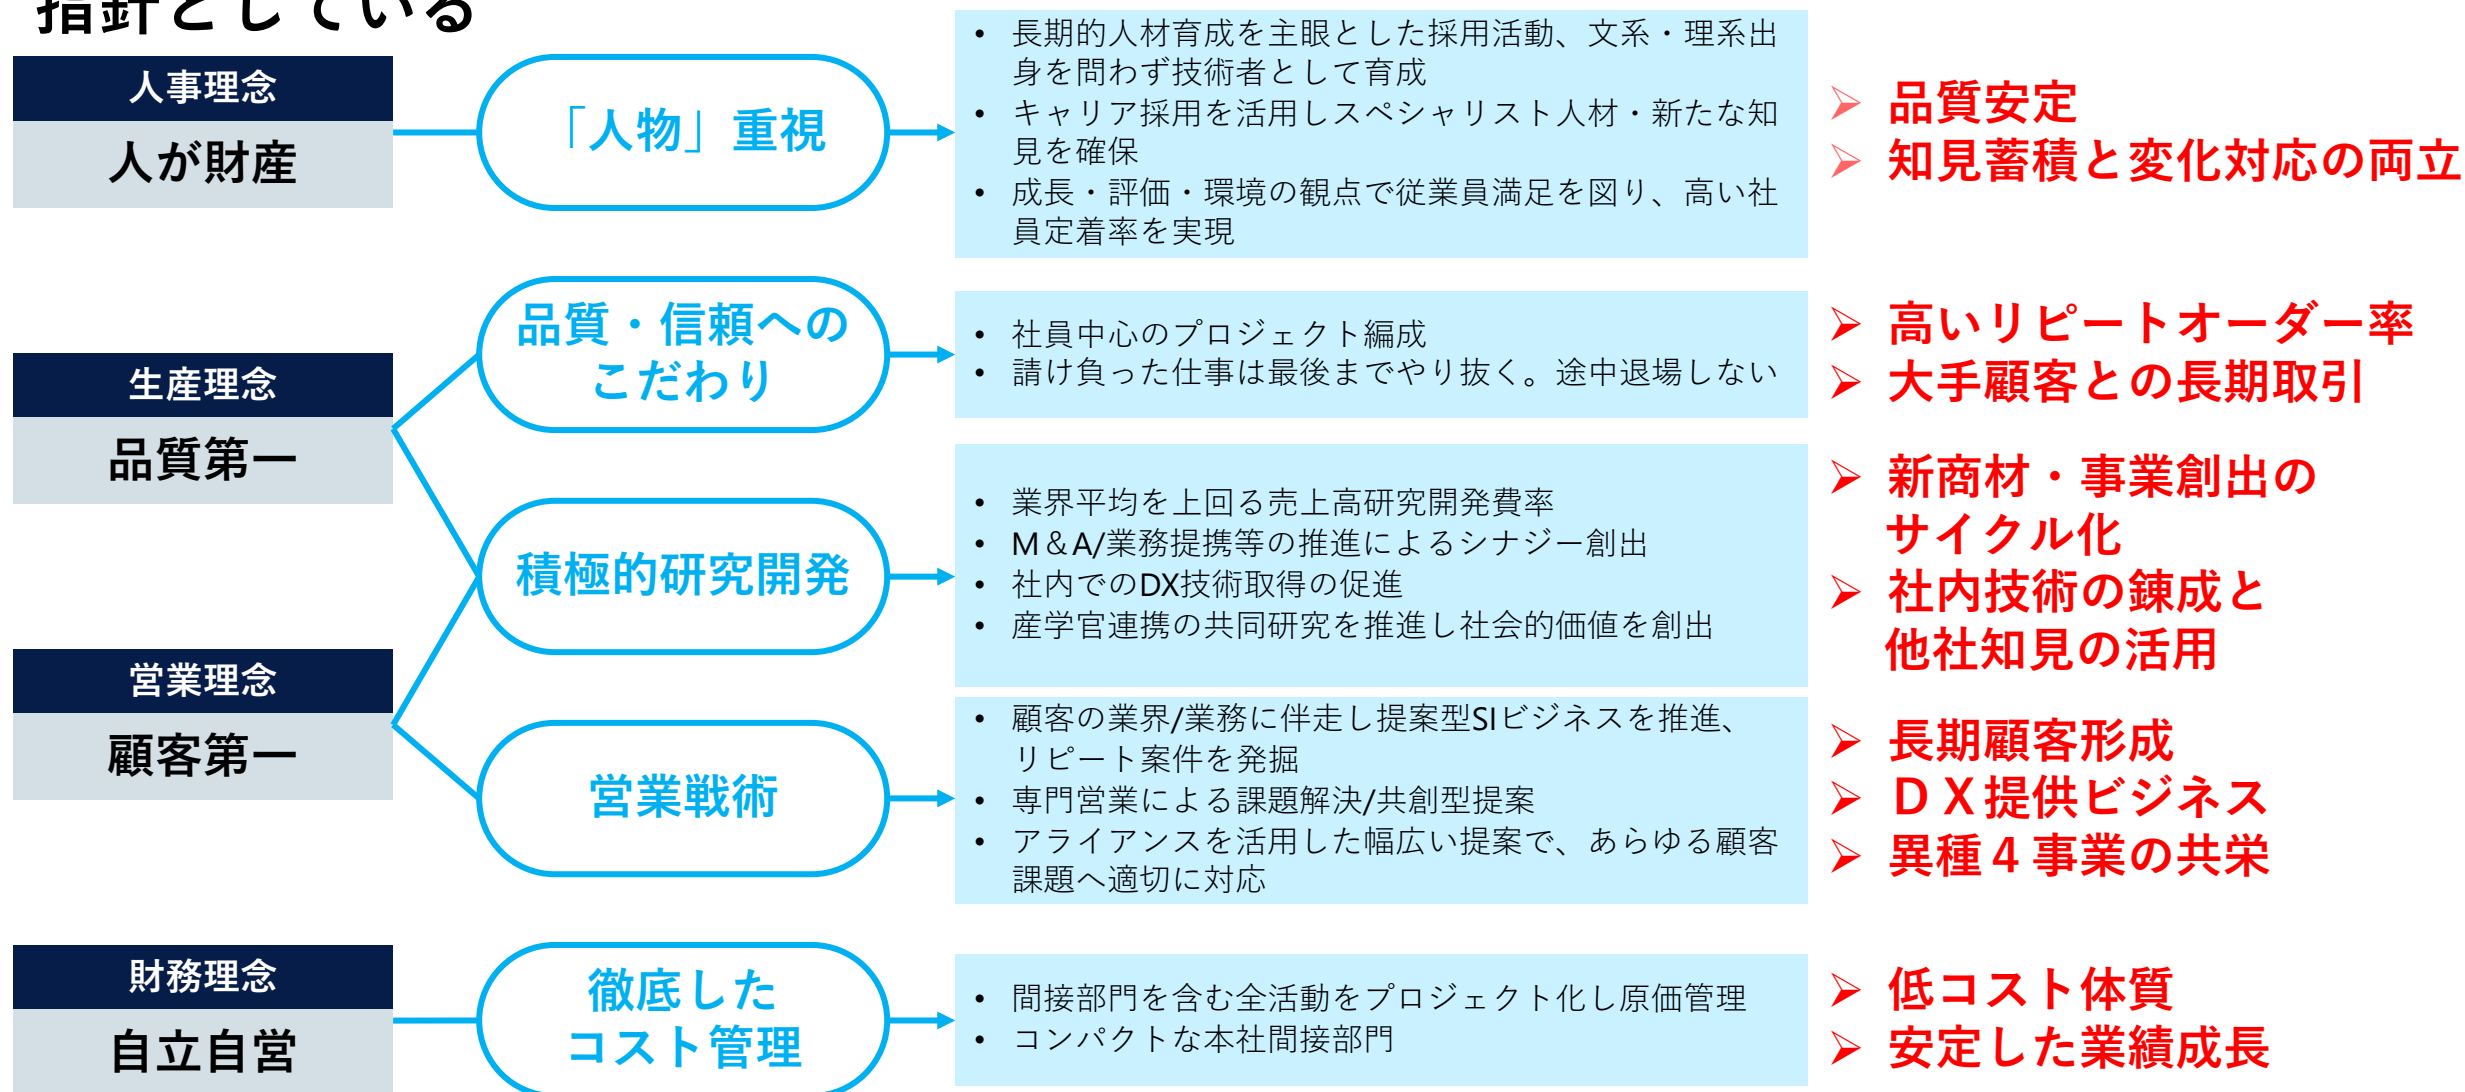 指針としている
人事理念
人が財産
「人物」重視
• 長期的人材育成を主眼とした採用活動、文系・理系出
身を問わず技術者として育成
• キャリア採用を活用しスペシャリスト人材・新たな知
見を確保
• 成長・評価・環境の観点で従業員満足を図り、高い社
員定着率を実現
➢ 品質安定
➢ 知見蓄積と変化対応の両立
生産理念
品質第一
品質・信頼への
こだわり
• 社員中心のプロジェクト編成
• 請け負った仕事は最後までやり抜く。途中退場しない
➢ 高いリピートオーダー率
➢ 大手顧客との長期取引
積極的研究開発
• 業界平均を上回る売上高研究開発費率
• M＆A/業務提携等の推進によるシナジー創出
• 社内でのDX技術取得の促進
• 産学官連携の共同研究を推進し社会的価値を創出
➢ 新商材・事業創出の
サイクル化
➢ 社内技術の錬成と
他社知見の活用
営業理念
顧客第一
営業戦術
• 顧客の業界/業務に伴走し提案型SIビジネスを推進、
リピート案件を発掘
• 専門営業による課題解決/共創型提案
• アライアンスを活用した幅広い提案で、あらゆる顧客
課題へ適切に対応
➢ 長期顧客形成
➢ ＤＸ提供ビジネス
➢ 異種４事業の共栄
財務理念
自立自営
徹底した
コスト管理
• 間接部門を含む全活動をプロジェクト化し原価管理
• コンパクトな本社間接部門
➢ 低コスト体質
➢ 安定した業績成長